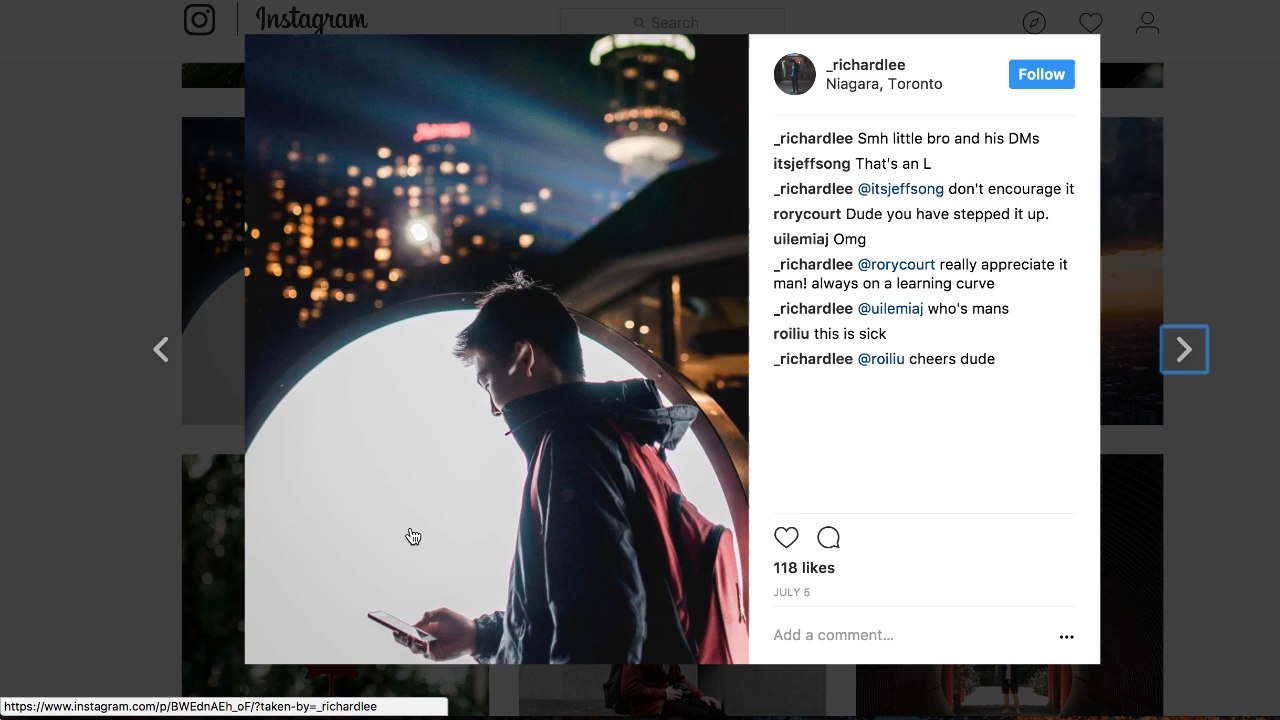 Instagram
Search
_richardlee
Niagara, Toronto
Follow
_richardlee Smh little bro and his DMs
itsjeffsong That's an L
_richardlee @itsjeffsong don't encourage it
rorycourt Dude you have stepped it up.
uilemiaj Omg
_richardlee @rorycourt really appreciate it
man! always on a learning curve
_richardlee @uilemiaj who's mans
roiliu this is sick
_richardlee @roiliu cheers dude
118 likes
JULY 5
Add a comment...
https://www.instagram.com/p/BWEdnAEh_oF/?taken-by=_richardlee